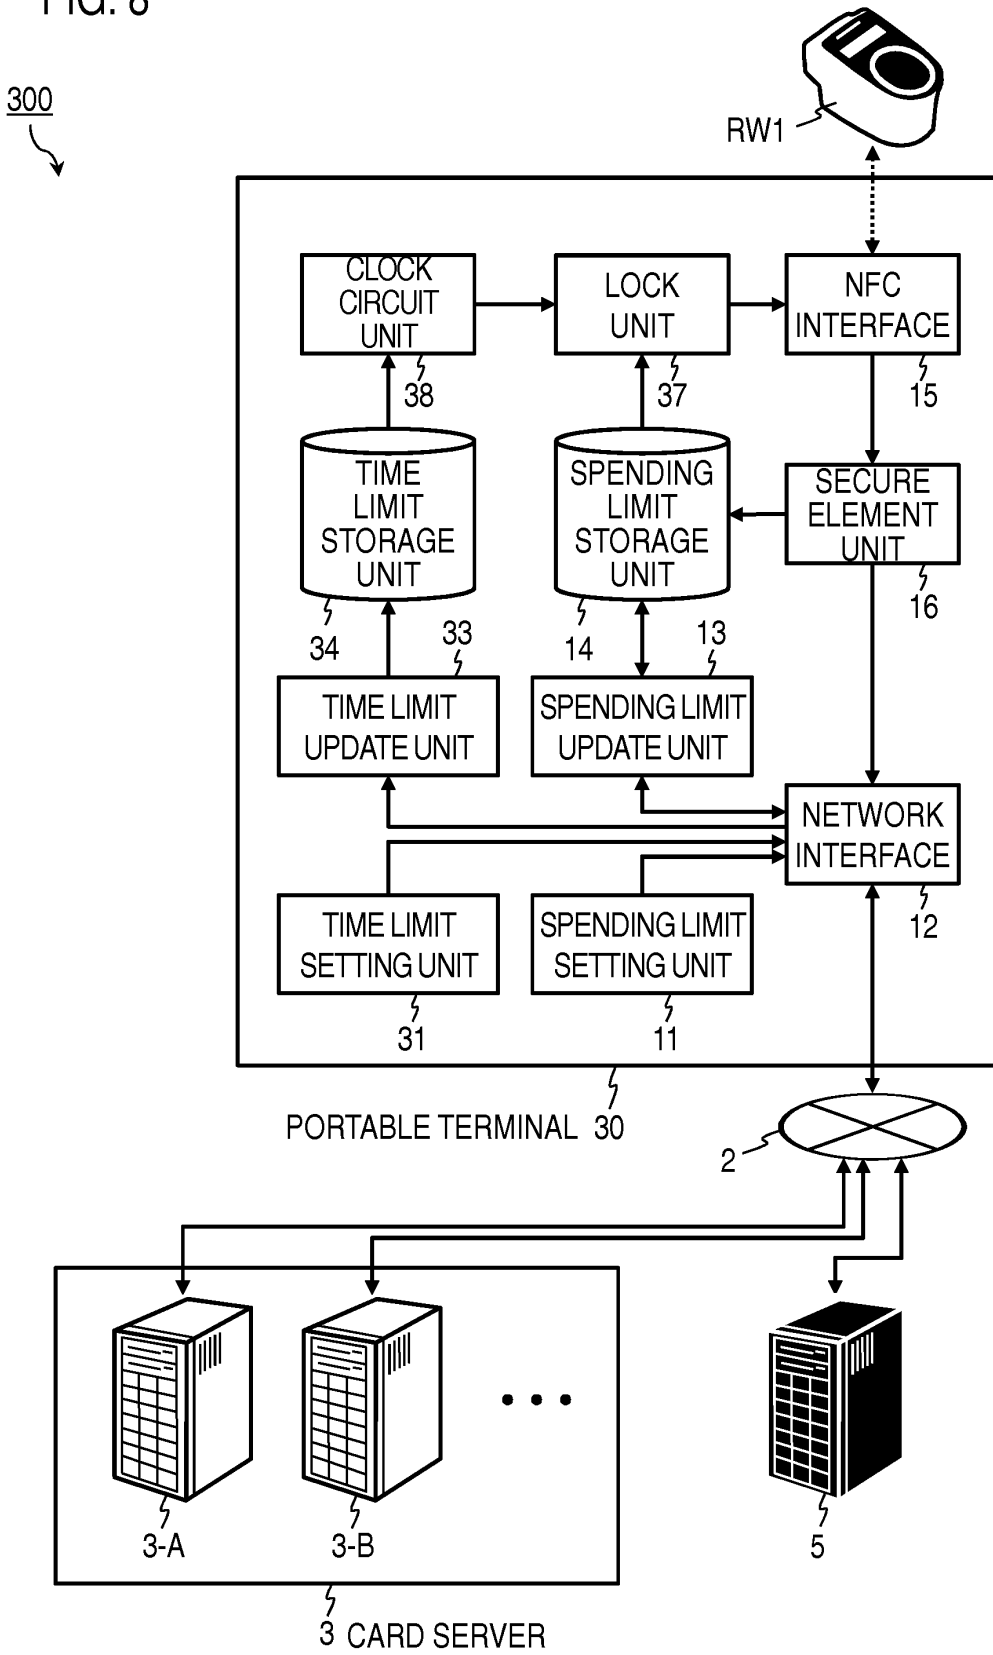 FIG. 8
300
RW1
CLOCK
CIRCUIT
UNIT
38
LOCK
UNIT
37
NFC
INTERFACE
15
TIME
LIMIT
STORAGE
UNIT
34
SPENDING
LIMIT
STORAGE
UNIT
14
SECURE
ELEMENT
UNIT
16
33
TIME LIMIT
UPDATE UNIT
13
SPENDING LIMIT
UPDATE UNIT
NETWORK
INTERFACE
12
TIME LIMIT
SETTING UNIT
31
SPENDING LIMIT
SETTING UNIT
11
PORTABLE TERMINAL 30
2
3-A
3-B
5
3 CARD SERVER